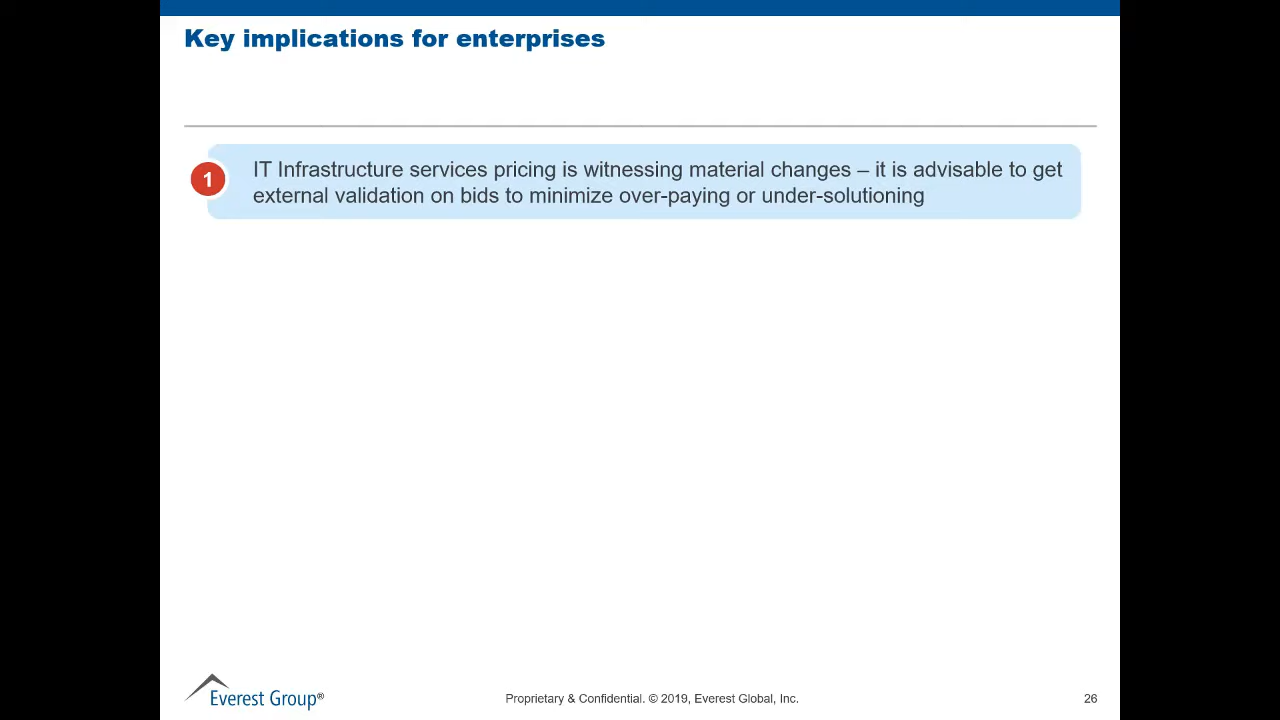 Key implications for enterprises
1
IT Infrastructure services pricing is witnessing material changes – it is advisable to get
external validation on bids to minimize over-paying or under-solutioning
Everest Group®
Proprietary & Confidential. © 2019, Everest Global, Inc.
26